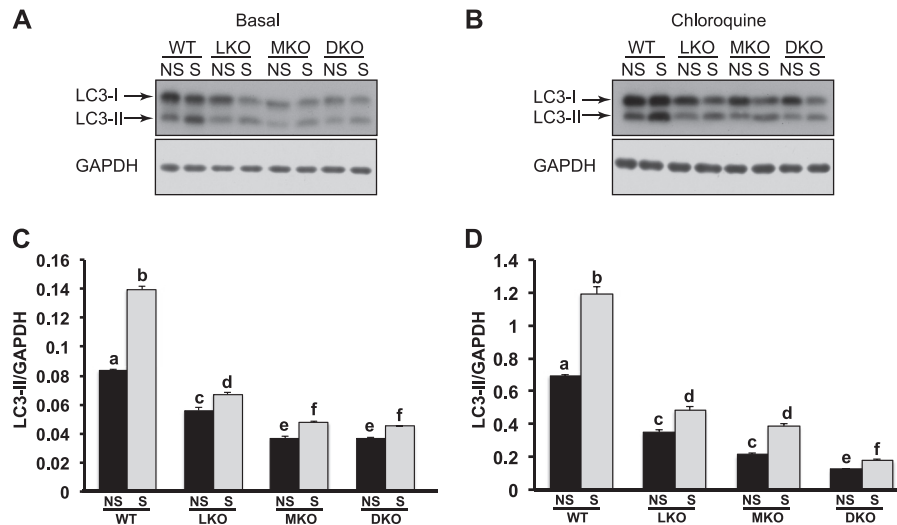 A
Basal
WT LKO MKO DKO
NS S NS S NS S NS S
LC3-I
LC3-II
GAPDH
B
Chloroquine
WT LKO MKO DKO
NS S NS S NS S NS S
LC3-I
LC3-II
GAPDH
C
LC3-II/GAPDH
0.16
0.14
0.12
0.1
0.08
0.06
0.04
0.02
0
a b c d e f e f
NS S NS S NS S NS S
WT LKO MKO DKO
D
LC3-II/GAPDH
1.4
1.2
1
0.8
0.6
0.4
0.2
0
a b c d c d e f
NS S NS S NS S NS S
WT LKO MKO DKO